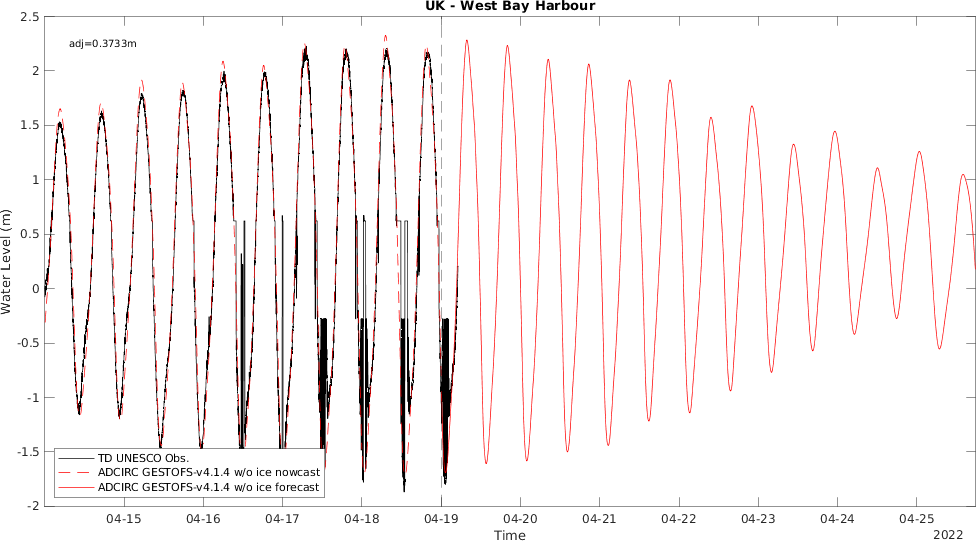 UK - West Bay Harbour
adj=0.3733m
2.5
2
1.5
1
0.5
0
-0.5
-1
-1.5
-2
Water Level (m)
TD UNESCO Obs.
ADCIRC GESTOFS-v4.1.4 w/o ice nowcast
ADCIRC GESTOFS-v4.1.4 w/o ice forecast
04-15 04-16 04-17 04-18 04-19 04-20 04-21 04-22 04-23 04-24 04-25
Time
2022